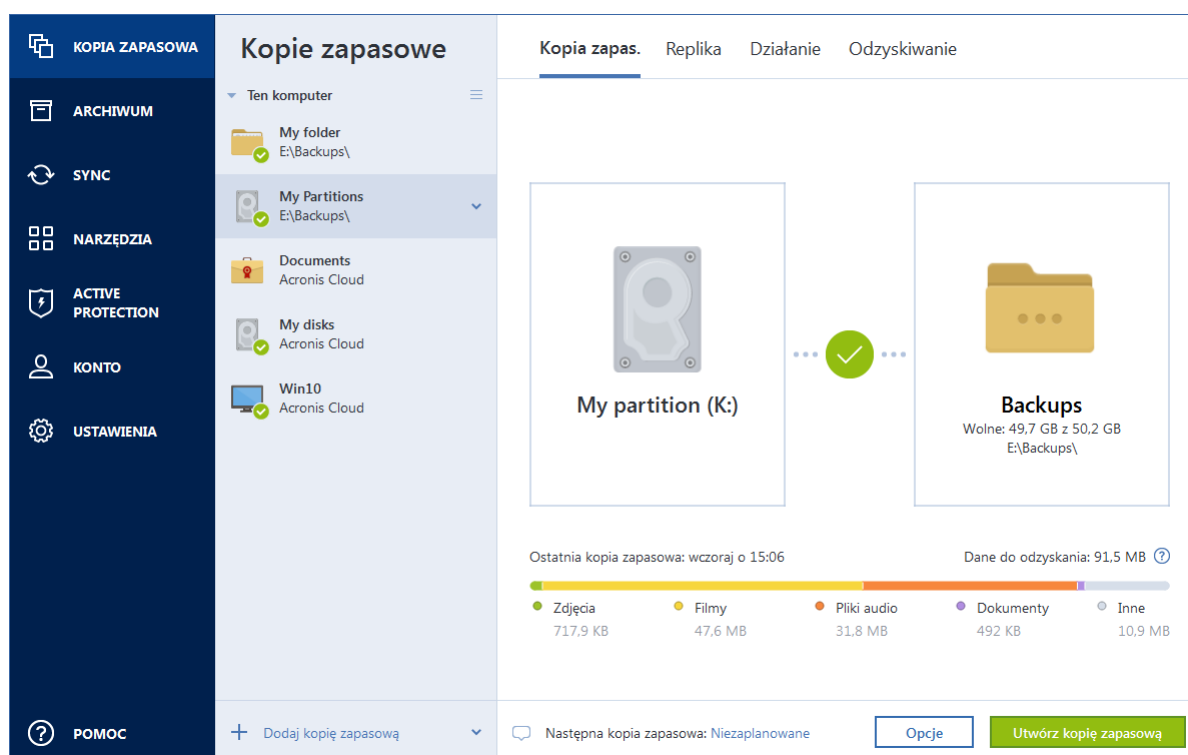 KOPIA ZAPASOWA
ARCHIWUM
SYNC
NARZĘDZIA
ACTIVE
PROTECTION
KONTO
USTAWIENIA
POMOC
Kopie zapasowe
Ten komputer
My folder
E:\Backups\
My Partitions
E:\Backups\
Documents
Acronis Cloud
My disks
Acronis Cloud
Win10
Acronis Cloud
Dodaj kopię zapasową
Kopia zapas. Replika Działanie Odzyskiwanie
My partition (K:)
Backups
Wolne: 49,7 GB z 50,2 GB
E:\Backups\
Ostatnia kopia zapasowa: wczoraj o 15:06 Dane do odzyskania: 91,5 MB ?
Zdjęcia Filmy Pliki audio Dokumenty Inne
717,9 KB 47,6 MB 31,8 MB 492 KB 10,9 MB
Następna kopia zapasowa: Niezaplanowane Opcje Utwórz kopię zapasową